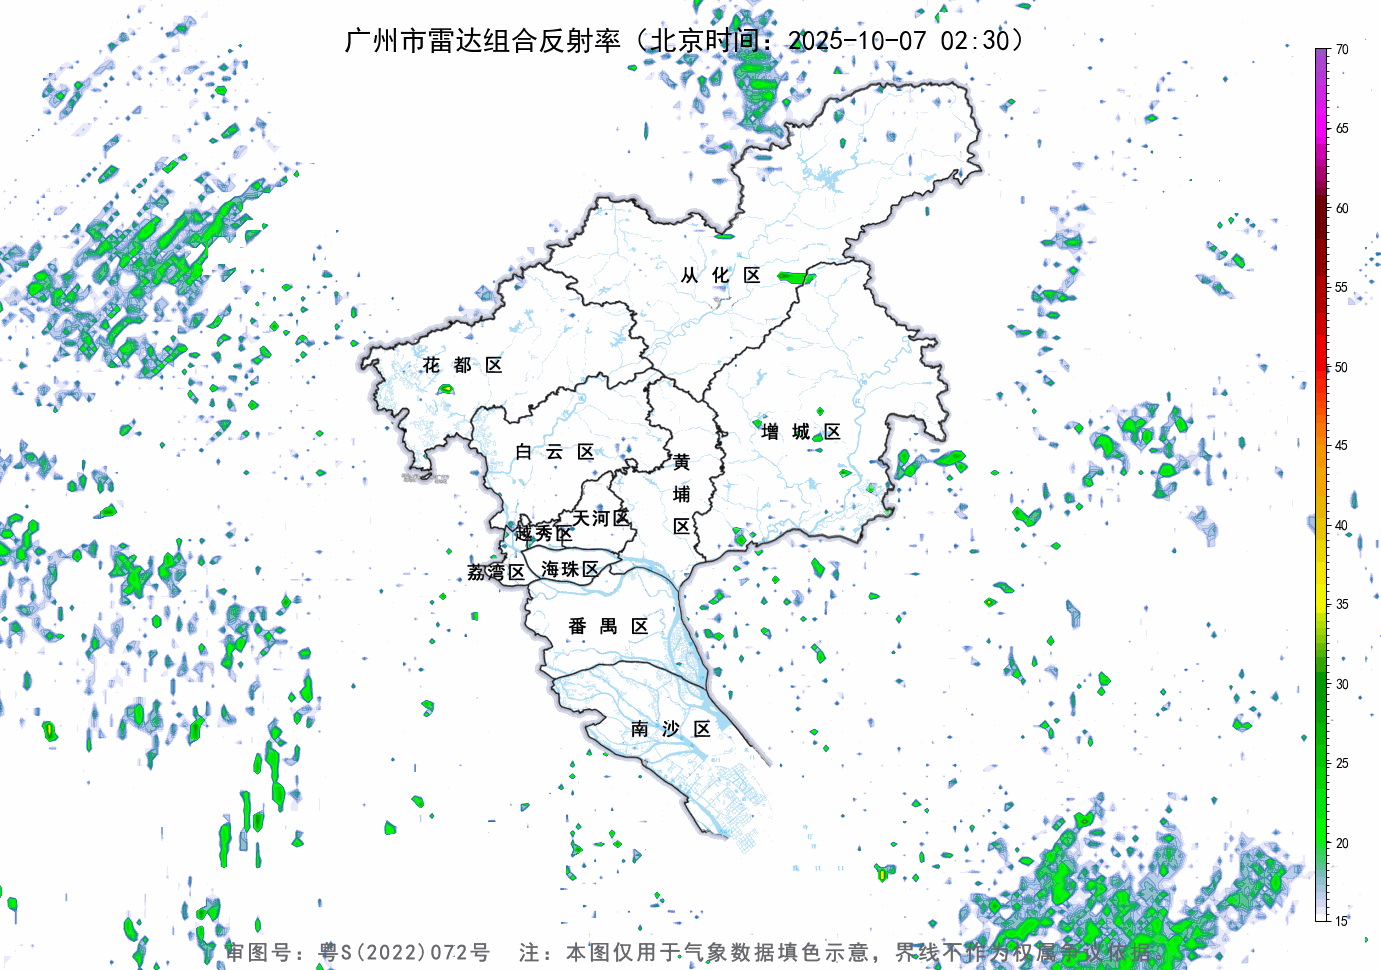 广州市雷达组合反射率（北京时间：2025-10-07 02:30）
70
65
60
55
50
45
40
35
30
25
20
15
从化区
花都区
增城区
白云区
黄埔区
天河区
越秀区
荔湾区
海珠区
番禺区
南沙区
审图号：粤S(2022)072号 注：本图仅用于气象数据填色示意，界线不作为权属争议依据。